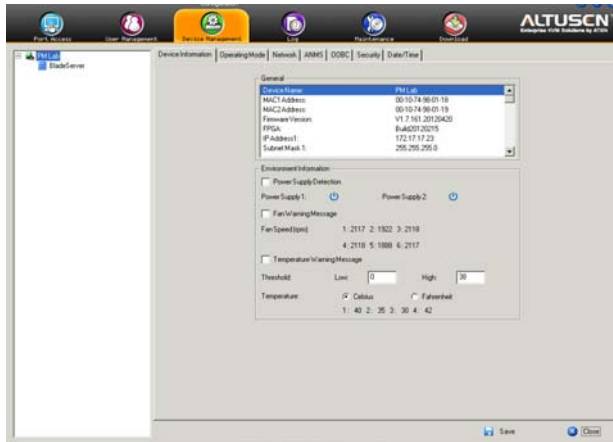 Port Access
User Management
Device Management
Log
Maintenance
Download
ALTUSCN
Enterprise KVM Solutions by ATEN
PM Lab
BladeServer
Device Information
Operating Mode
Network
ANMS
OOBC
Security
Date/Time
General
Device Name: PM Lab
MAC1 Address: 00-10-74-98-01-18
MAC2 Address: 00-10-74-98-01-19
Firmware Version: V1.7.161.20120420
FPGA: Build20120215
IP Address1: 172.17.17.23
Subnet Mask 1: 255.255.255.0
Environment Information
Power Supply Detection
Power Supply 1: Power Supply 2
Fan Warning Message
Fan Speed(rpm) 1: 2117 2: 1922 3: 2118
4: 2118 5: 1888 6: 2117
Temperature Warning Message
Threshold: Low: 0 High: 38
Temperature: Celsius Fahrenheit
1: 40 2: 35 3: 30 4: 42
Save
Close